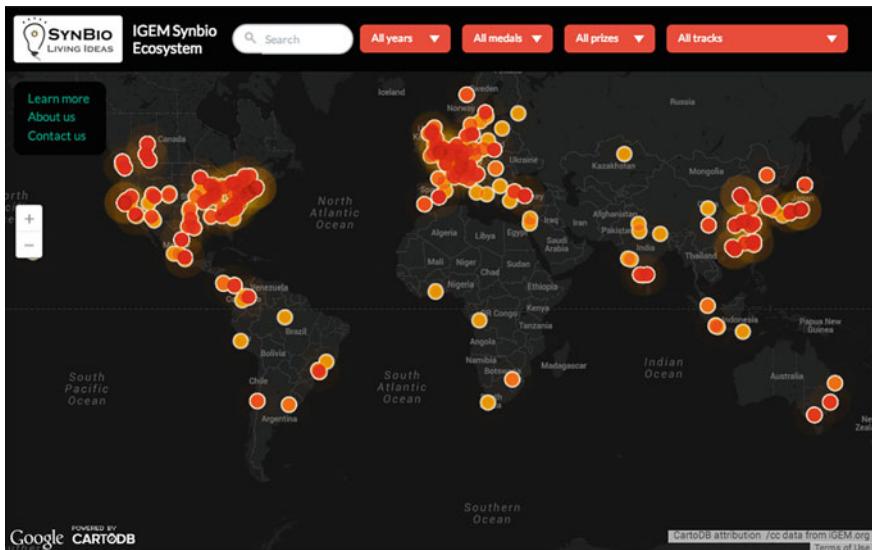 SYNBIO
LIVING IDEAS
IGEM Synbio
Ecosystem
Search
All years
All medals
All prizes
All tracks
Learn more
About us
Contact us
Iceland
Sweden
Norway
Russia
Canada
Ukraine
Kazakhstan
Mongolia
North
Atlantic
Ocean
Algeria
Libya
Egypt
Iraq
Iran
Afghanistan
Pakistan
Saudi
Arabia
India
Thailand
Mali
Niger
Chad
Sudan
Nigeria
Ethiopia
Venezuela
Kenya
DR Congo
Tanzania
Indonesia
Papua New
Guinea
Brazil
Bolivia
Angola
Namibia
Botswana
Madagascar
South
Pacific
Ocean
Chile
Argentina
South
Atlantic
Ocean
Indian
Ocean
Australia
Southern
Ocean
+
−
Google
POWERED BY
CARTODB
CartoDB attribution /cc data from iGEM.org
Terms of Use